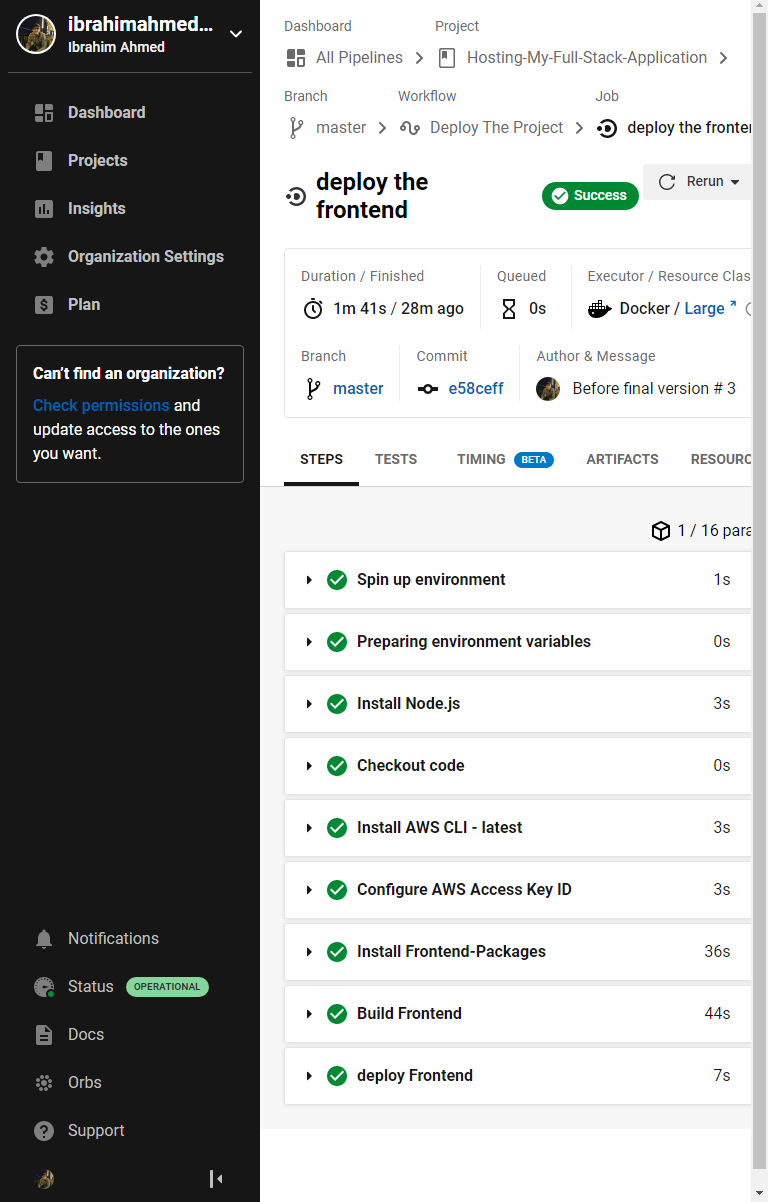 ibrahimahmed...
Ibrahim Ahmed
Dashboard
Projects
Insights
Organization Settings
Plan
Can't find an organization?
Check permissions and
update access to the ones
you want.
Notifications
Status OPERATIONAL
Docs
Orbs
Support
Dashboard Project
All Pipelines Hosting-My-Full-Stack-Application
Branch Workflow Job
master Deploy The Project deploy the fronter
deploy the
frontend
Success
Rerun
Duration / Finished Queued Executor / Resource Clas
1m 41s / 28m ago 0s Docker / Large
Branch Commit Author & Message
master e58ceff Before final version # 3
STEPS TESTS TIMING BETA ARTIFACTS RESOURC
1 / 16 para
Spin up environment 1s
Preparing environment variables 0s
Install Node.js 3s
Checkout code 0s
Install AWS CLI - latest 3s
Configure AWS Access Key ID 3s
Install Frontend-Packages 36s
Build Frontend 44s
deploy Frontend 7s